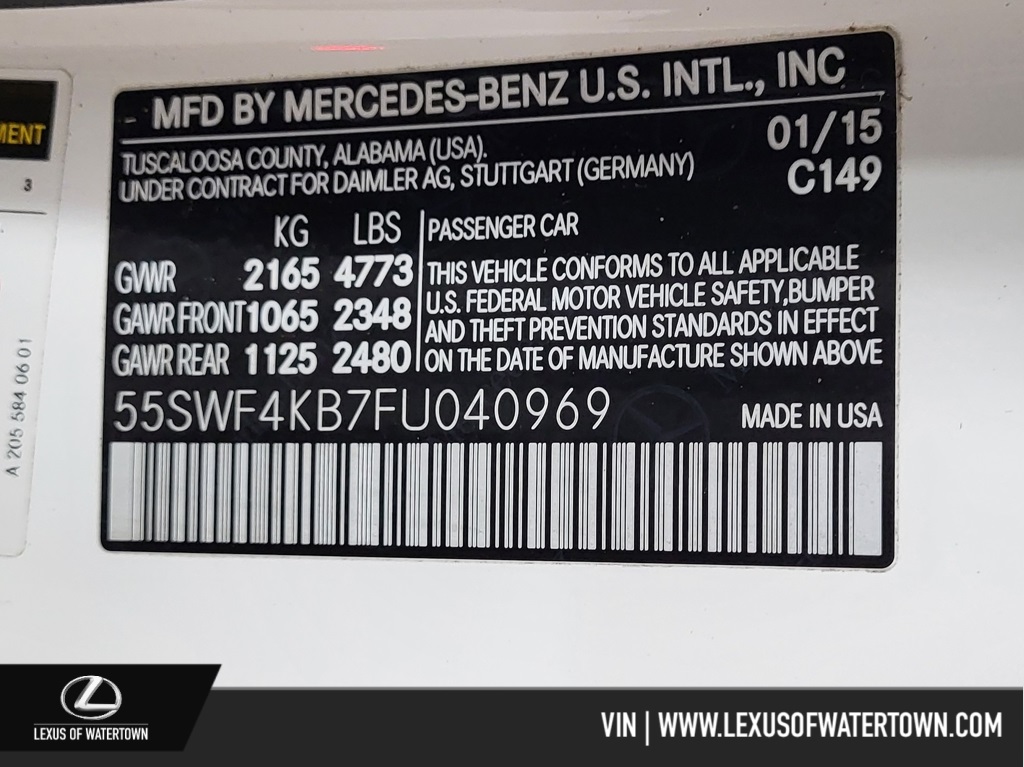 MENT
3
A 205 584 06 01
- MFD BY MERCEDES-BENZ U.S. INTL., INC
TUSCALOOSA COUNTY, ALABAMA (USA).
UNDER CONTRACT FOR DAIMLER AG, STUTTGART (GERMANY)
01/15
C149
KG LBS
GVWR 2165 4773
GAWR FRONT 1065 2348
GAWR REAR 1125 2480
PASSENGER CAR
THIS VEHICLE CONFORMS TO ALL APPLICABLE
U.S. FEDERAL MOTOR VEHICLE SAFETY,BUMPER
AND THEFT PREVENTION STANDARDS IN EFFECT
ON THE DATE OF MANUFACTURE SHOWN ABOVE
55SWF4KB7FU040969
MADE IN USA
LEXUS OF WATERTOWN
VIN | WWW.LEXUSOFWATERTOWN.COM